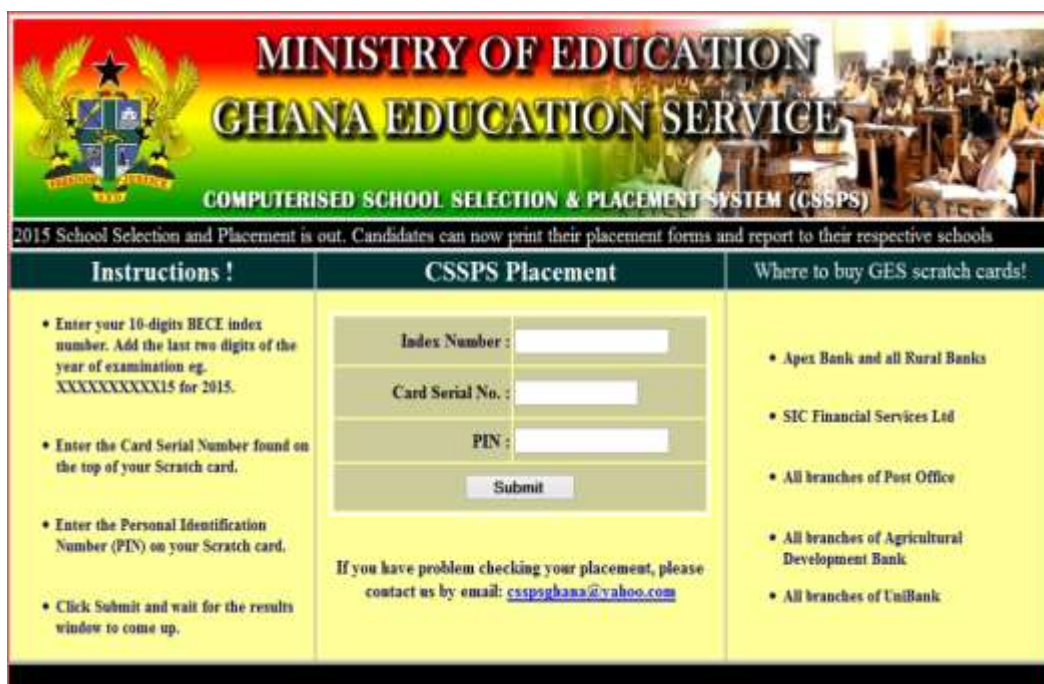 MINISTRY OF EDUCATION
GHANA EDUCATION SERVICE
FREEDOM AND JUSTICE
COMPUTERISED SCHOOL SELECTION & PLACEMENT SYSTEM (CSSPS)
2015 School Selection and Placement is out. Candidates can now print their placement forms and report to their respective schools
Instructions !
• Enter your 10-digits BECE index
number. Add the last two digits of the
year of examination eg.
XXXXXXXXXX15 for 2015.
• Enter the Card Serial Number found on
the top of your Scratch card.
• Enter the Personal Identification
Number (PIN) on your Scratch card.
• Click Submit and wait for the results
window to come up.
CSSPS Placement
Index Number :
Card Serial No. :
PIN :
Submit
If you have problem checking your placement, please
contact us by email: csspsghana@yahoo.com
Where to buy GES scratch cards!
• Apex Bank and all Rural Banks
• SIC Financial Services Ltd
• All branches of Post Office
• All branches of Agricultural
Development Bank
• All branches of UniBank